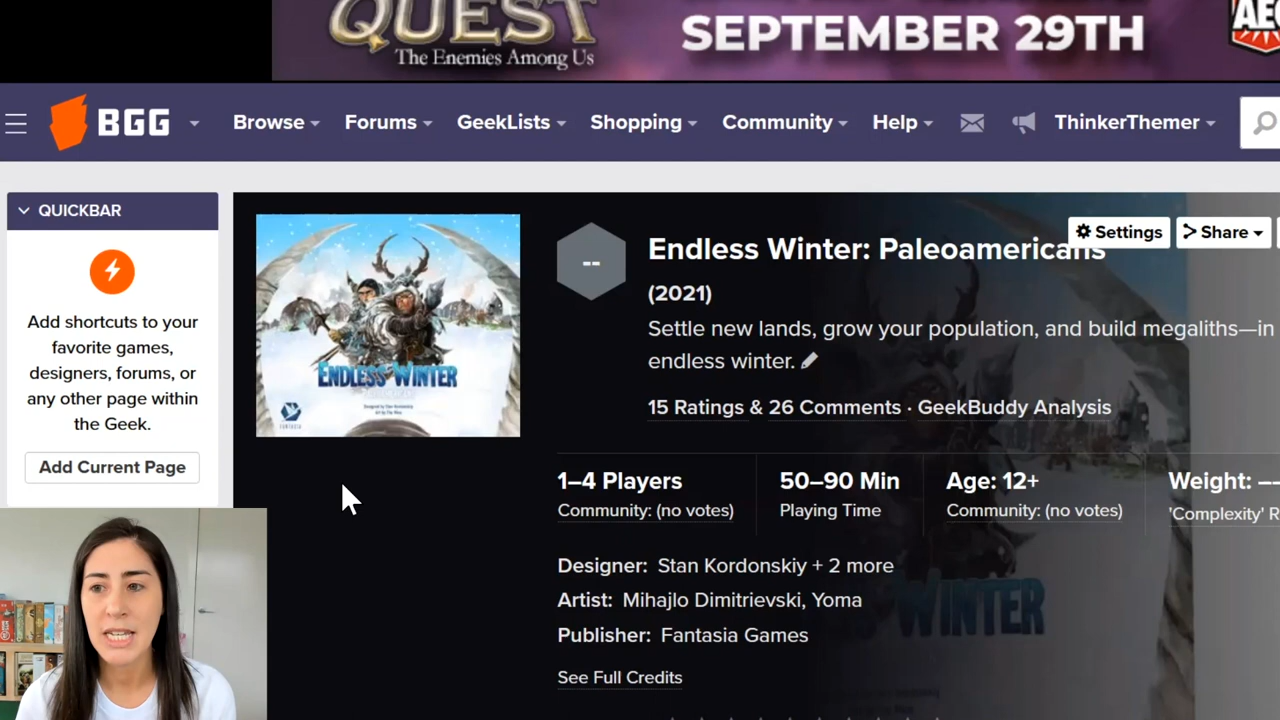 QUEST
The Enemies Among Us
SEPTEMBER 29TH
AEG
BGG
Browse
Forums
GeekLists
Shopping
Community
Help
ThinkerThemer
QUICKBAR
Add shortcuts to your
favorite games,
designers, forums, or
any other page within
the Geek.
Add Current Page
ENDLESS WINTER
FANTASIA
--
Endless Winter: Paleoamericans
(2021)
Settings
Share
Settle new lands, grow your population, and build megaliths—in
endless winter.
15 Ratings & 26 Comments · GeekBuddy Analysis
1–4 Players
Community: (no votes)
50–90 Min
Playing Time
Age: 12+
Community: (no votes)
Weight: --
'Complexity' R
Designer: Stan Kordonskiy + 2 more
Artist: Mihajlo Dimitrievski, Yoma
Publisher: Fantasia Games
See Full Credits
WINTER